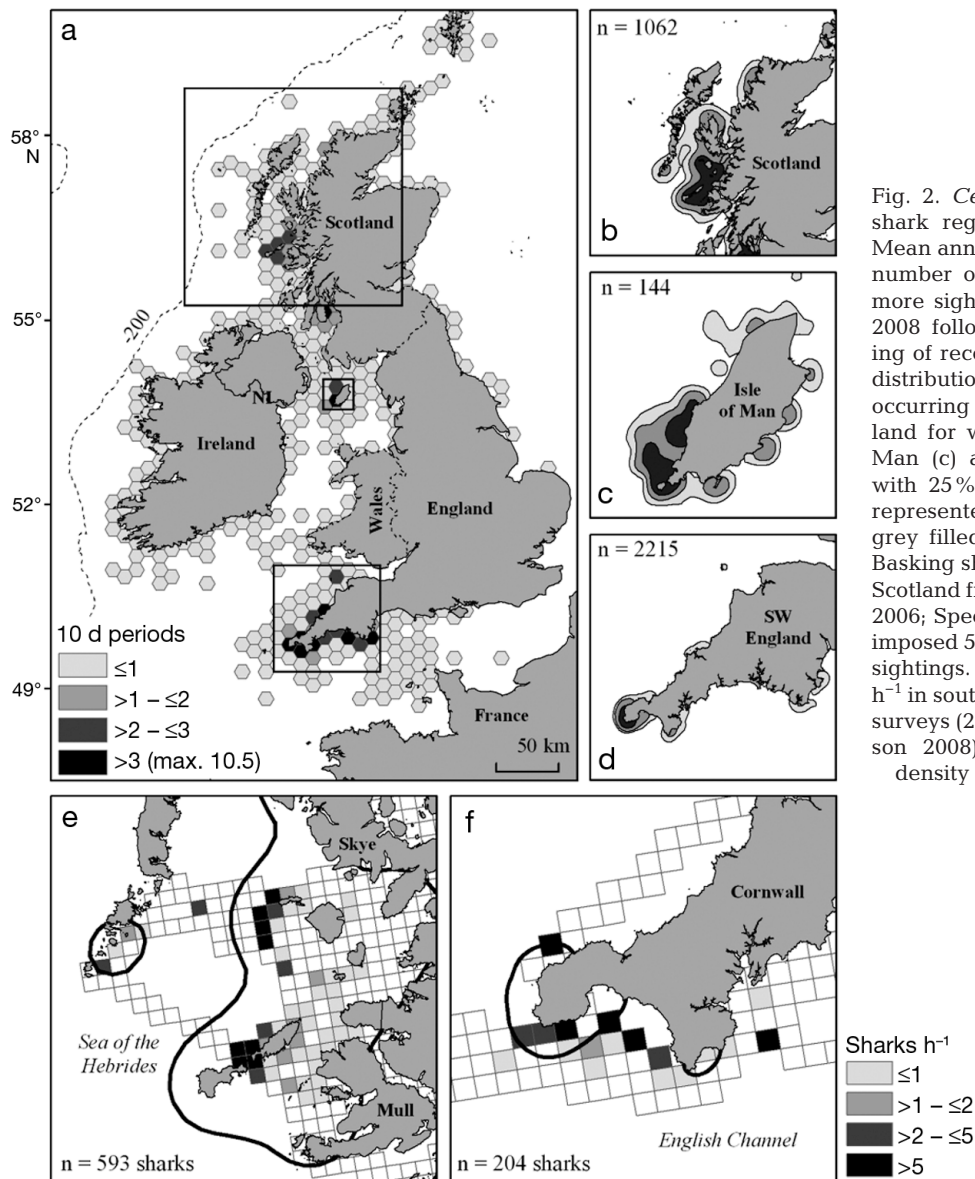 a
58°
N
55°
52°
49°
200
Scotland
NI
Ireland
Wales
England
France
10 d periods
≤1
>1 – ≤2
>2 – ≤3
>3 (max. 10.5)
50 km
n = 1062
Scotland
b
n = 144
Isle
of Man
c
n = 2215
SW
England
d
Fig. 2. Ce
shark reg
Mean ann
number o
more sigh
2008 follo
ing of reco
distributio
occurring
land for w
Man (c) a
with 25%
represente
grey filled
Basking sl
Scotland fr
2006; Spec
imposed 5
sightings.
h⁻¹ in sout
surveys (2
son 2008)
density
e
Skye
Sea of the
Hebrides
Mull
n = 593 sharks
f
Cornwall
English Channel
n = 204 sharks
Sharks h⁻¹
≤1
>1 – ≤2
>2 – ≤5
>5